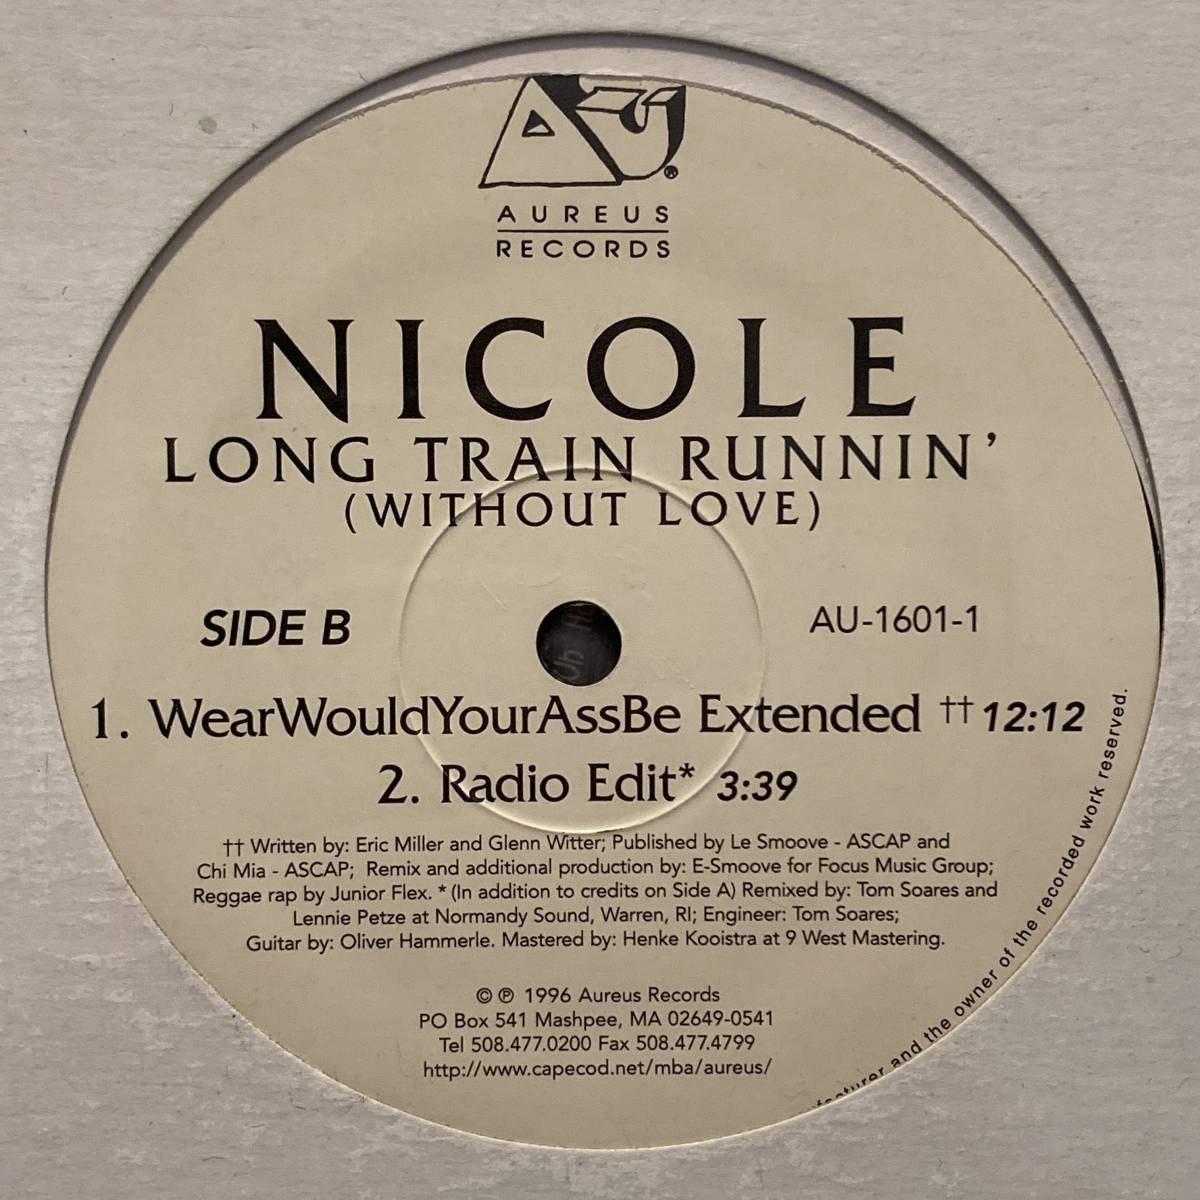 AU®
AUREUS
RECORDS
NICOLE
LONG TRAIN RUNNIN'
(WITHOUT LOVE)
SIDE B
AU-1601-1
1. WearWouldYourAssBe Extended †† 12:12
2. Radio Edit* 3:39
†† Written by: Eric Miller and Glenn Witter; Published by Le Smoove - ASCAP and
Chi Mia - ASCAP; Remix and additional production by: E-Smoove for Focus Music Group;
Reggae rap by Junior Flex. * (In addition to credits on Side A) Remixed by: Tom Soares and
Lennie Petze at Normandy Sound, Warren, RI; Engineer: Tom Soares;
Guitar by: Oliver Hammerle. Mastered by: Henke Kooistra at 9 West Mastering.
© ℗ 1996 Aureus Records
PO Box 541 Mashpee, MA 02649-0541
Tel 508.477.0200 Fax 508.477.4799
http://www.capecod.net/mba/aureus/
and the owner of the recorded work reserved.